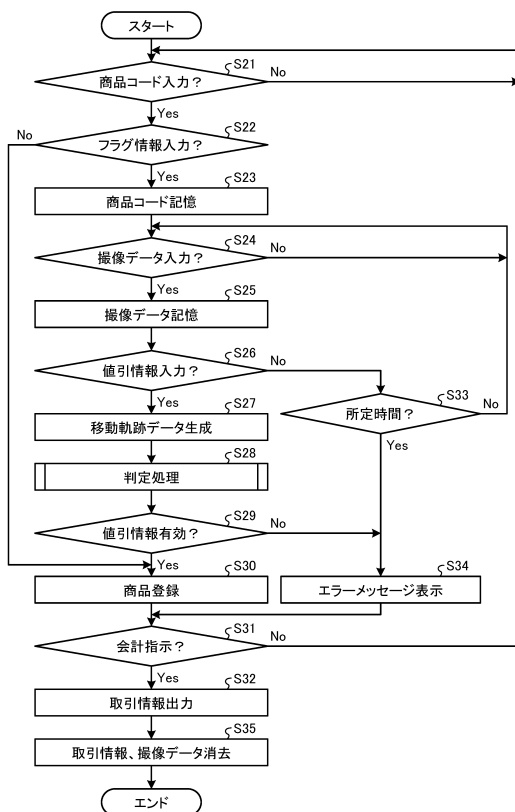 スタート
S21
商品コード入力？
No
Yes
S22
No
フラグ情報入力？
Yes
S23
商品コード記憶
S24
撮像データ入力？
No
Yes
S25
撮像データ記憶
S26
値引情報入力？
No
Yes
S27
移動軌跡データ生成
S33
所定時間？
No
Yes
S28
判定処理
S29
値引情報有効？
No
Yes
S30
商品登録
S34
エラーメッセージ表示
S31
会計指示？
No
Yes
S32
取引情報出力
S35
取引情報、撮像データ消去
エンド